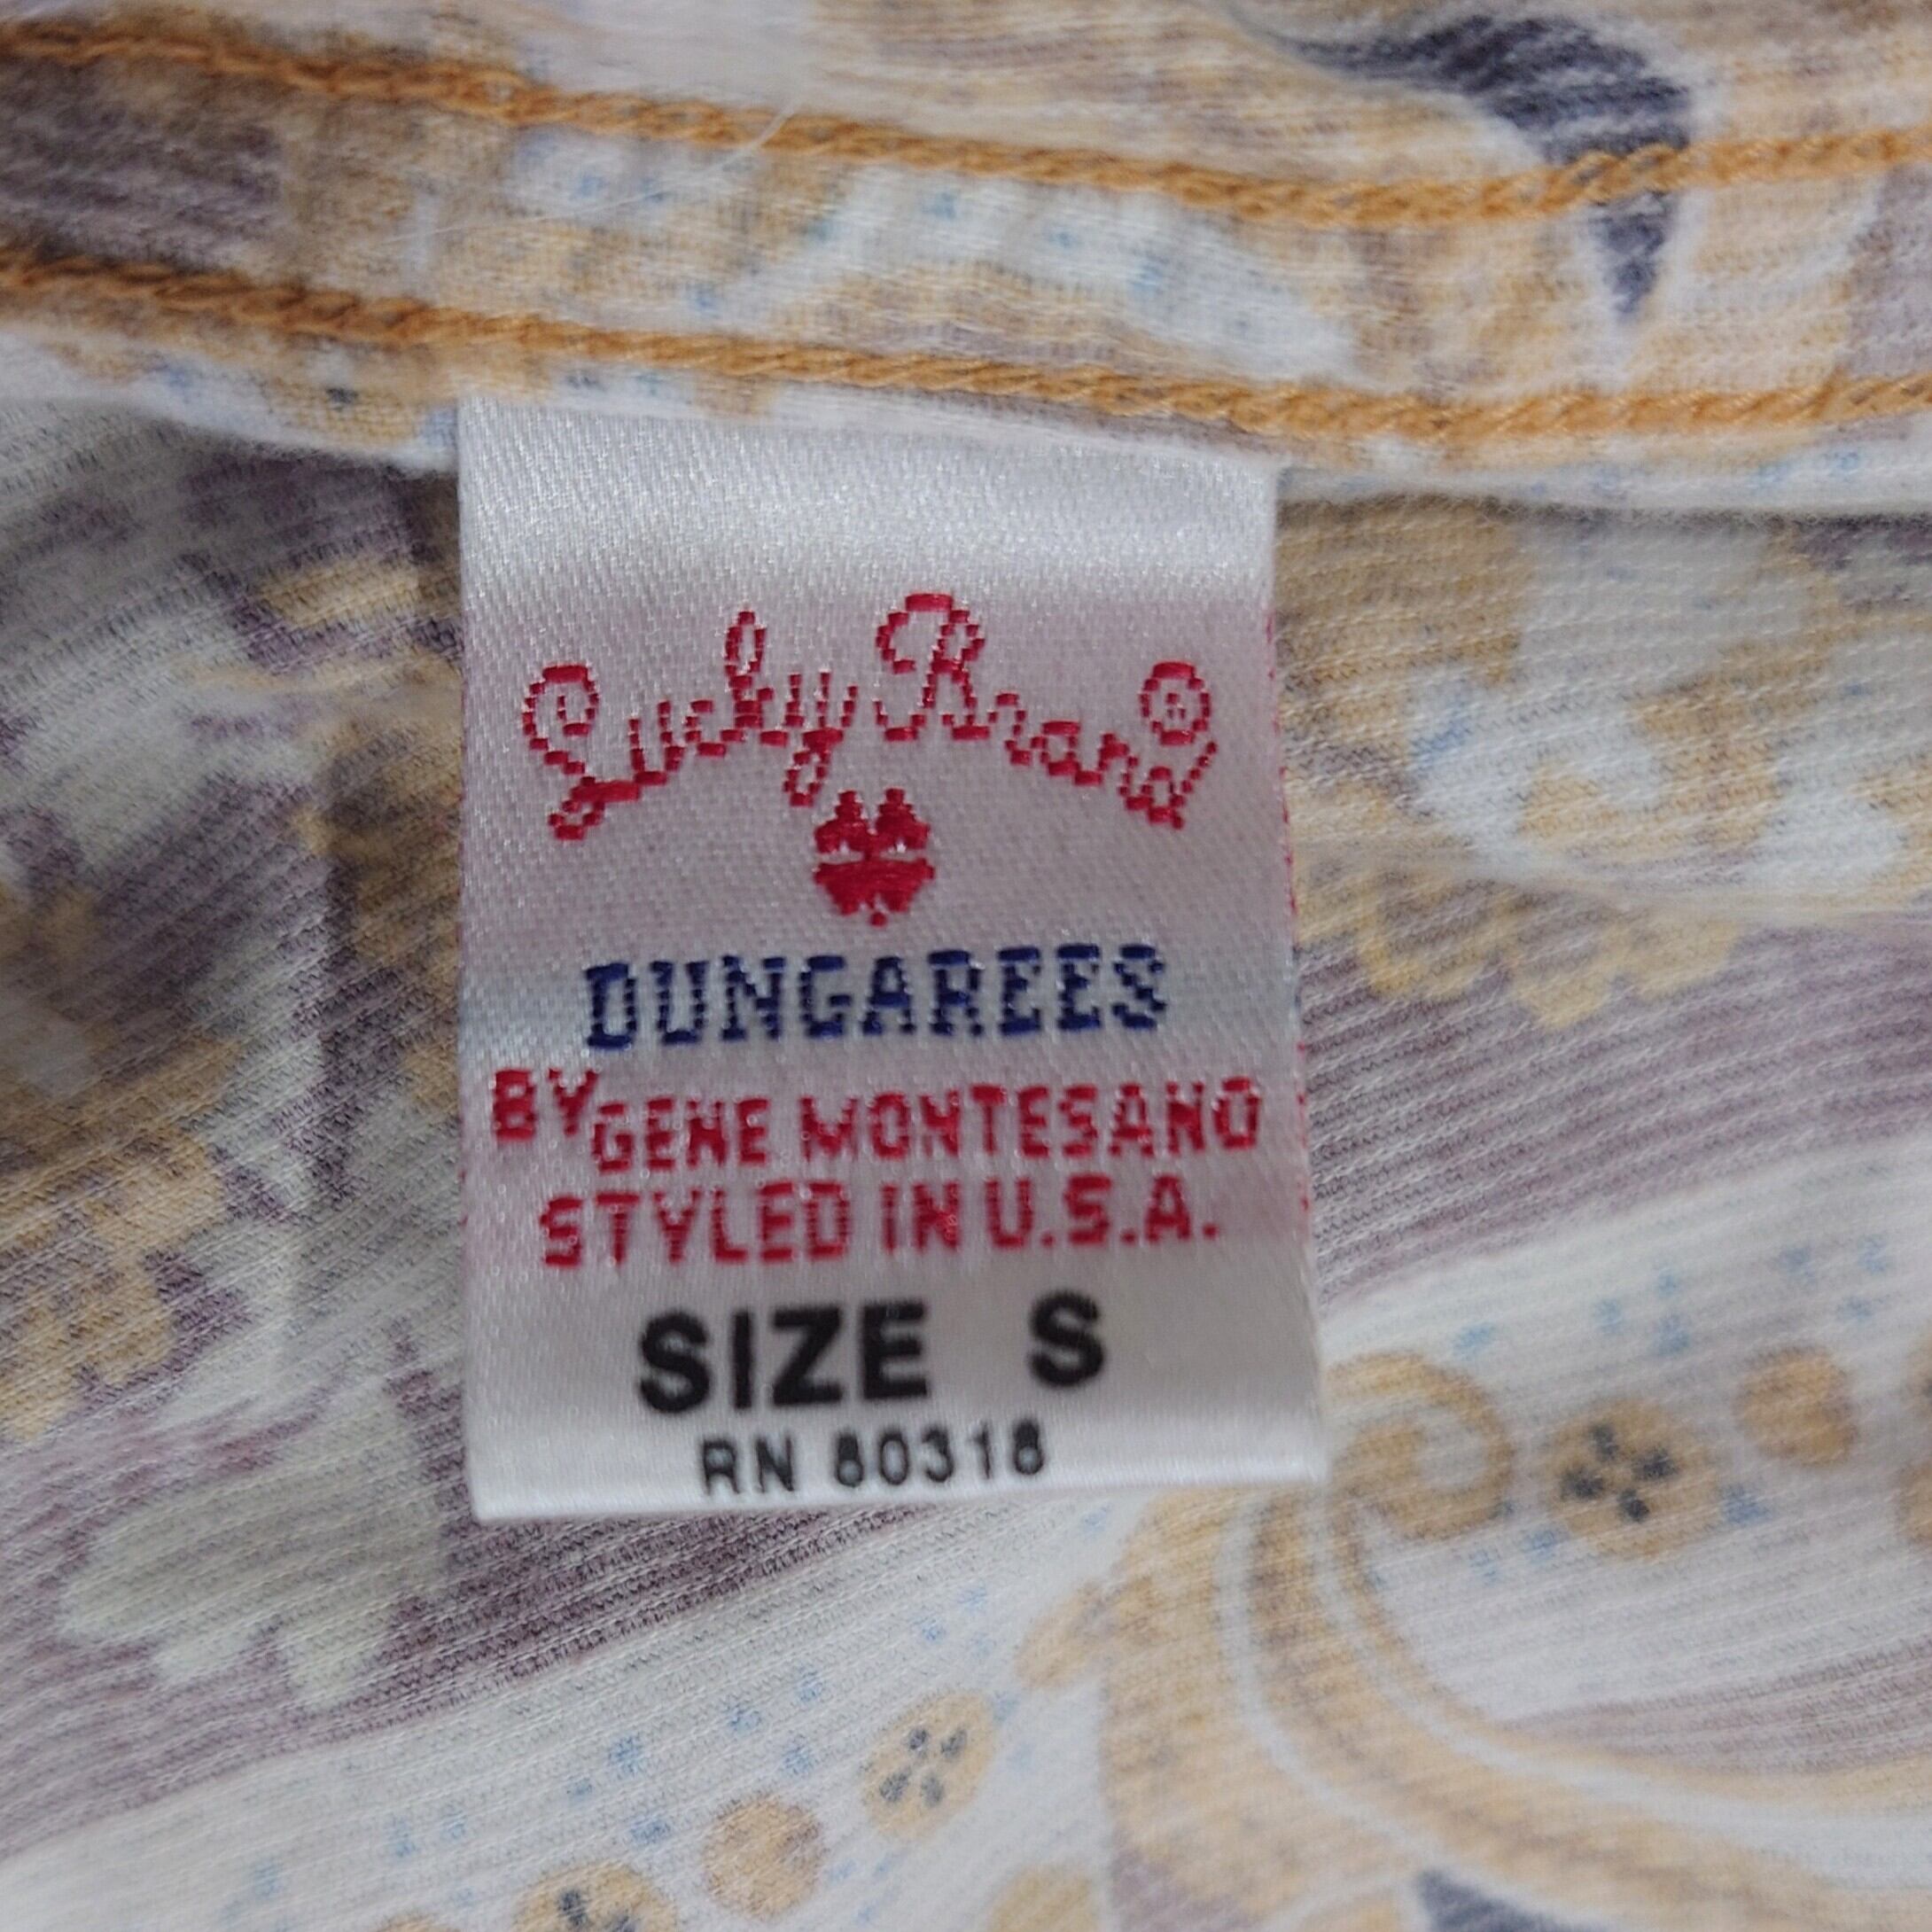 Lucky Brand®
DUNGAREES
BY GENE MONTESANO
STYLED IN U.S.A.
SIZE S
RN 80318